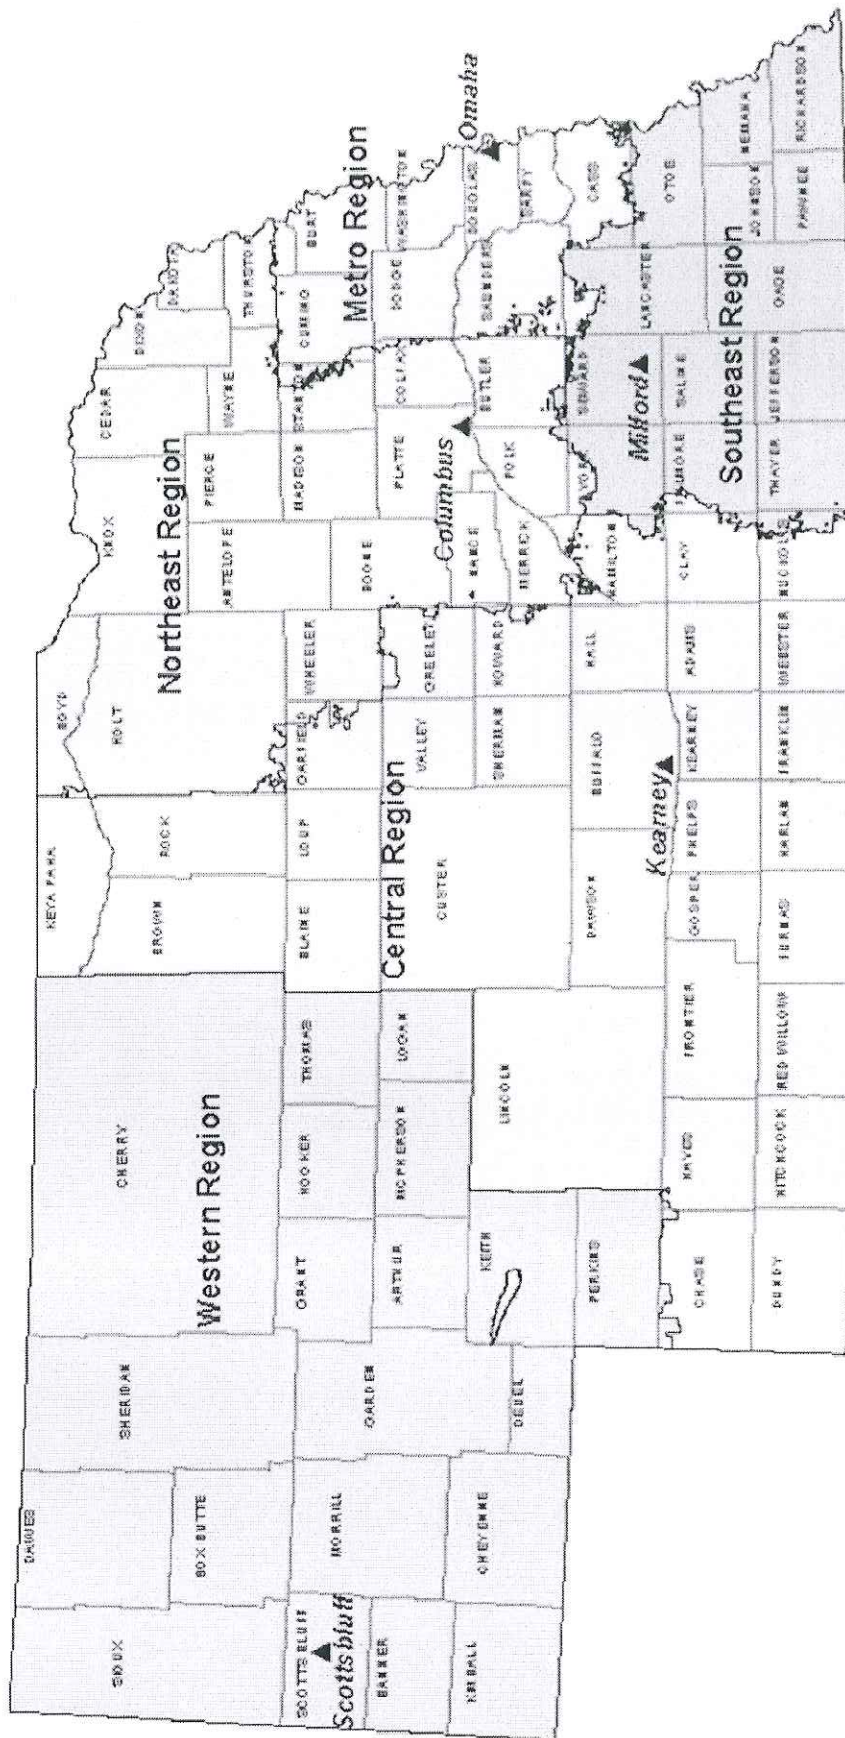 SIOUX
DAWES
BOX BUTTE
SHERIDAN
SCOTTS BLUFF
Scottsbluff
BANNER
KIMBALL
MORRILL
CHEYENNE
GARDEN
DEUEL
CHERRY
Western Region
GRANT
HOOKER
THOMAS
ARTHUR
MCPHERSON
LOGAN
KEITH
PERKINS
LINCOLN
CHASE
HAYES
FRONTIER
DUNDY
HITCHCOCK
RED WILLOW
KEYA PAHA
BROWN
ROCK
BLAINE
LOUP
GARFIELD
WHEELER
Central Region
CUSTER
VALLEY
GREELEY
SHERMAN
HOWARD
DAWSON
BUFFALO
HALL
Kearney
GOSPER
PHELPS
KEARNEY
ADAMS
CLAY
FURNAS
HARLAN
FRANKLIN
WEBSTER
HAMILTON
MERRICK
NANCE
BOYD
HOLT
KNOX
CEDAR
DIXON
DAKOTA
Northeast Region
ANTELOPE
PIERCE
WAYNE
THURSTON
BOONE
MADISON
STANTON
CUMING
BURT
Metro Region
PLATTE
COLFAX
DODGE
WASHINGTON
Columbus
POLK
BUTLER
SAUNDERS
DOUGLAS
Omaha
SARPY
CASS
YORK
SEWARD
LANCASTER
OTOE
Milford
FILLMORE
SALINE
Southeast Region
JOHNSON
NEMAHA
THAYER
JEFFERSON
GAGE
PAWNEE
RICHARDSON